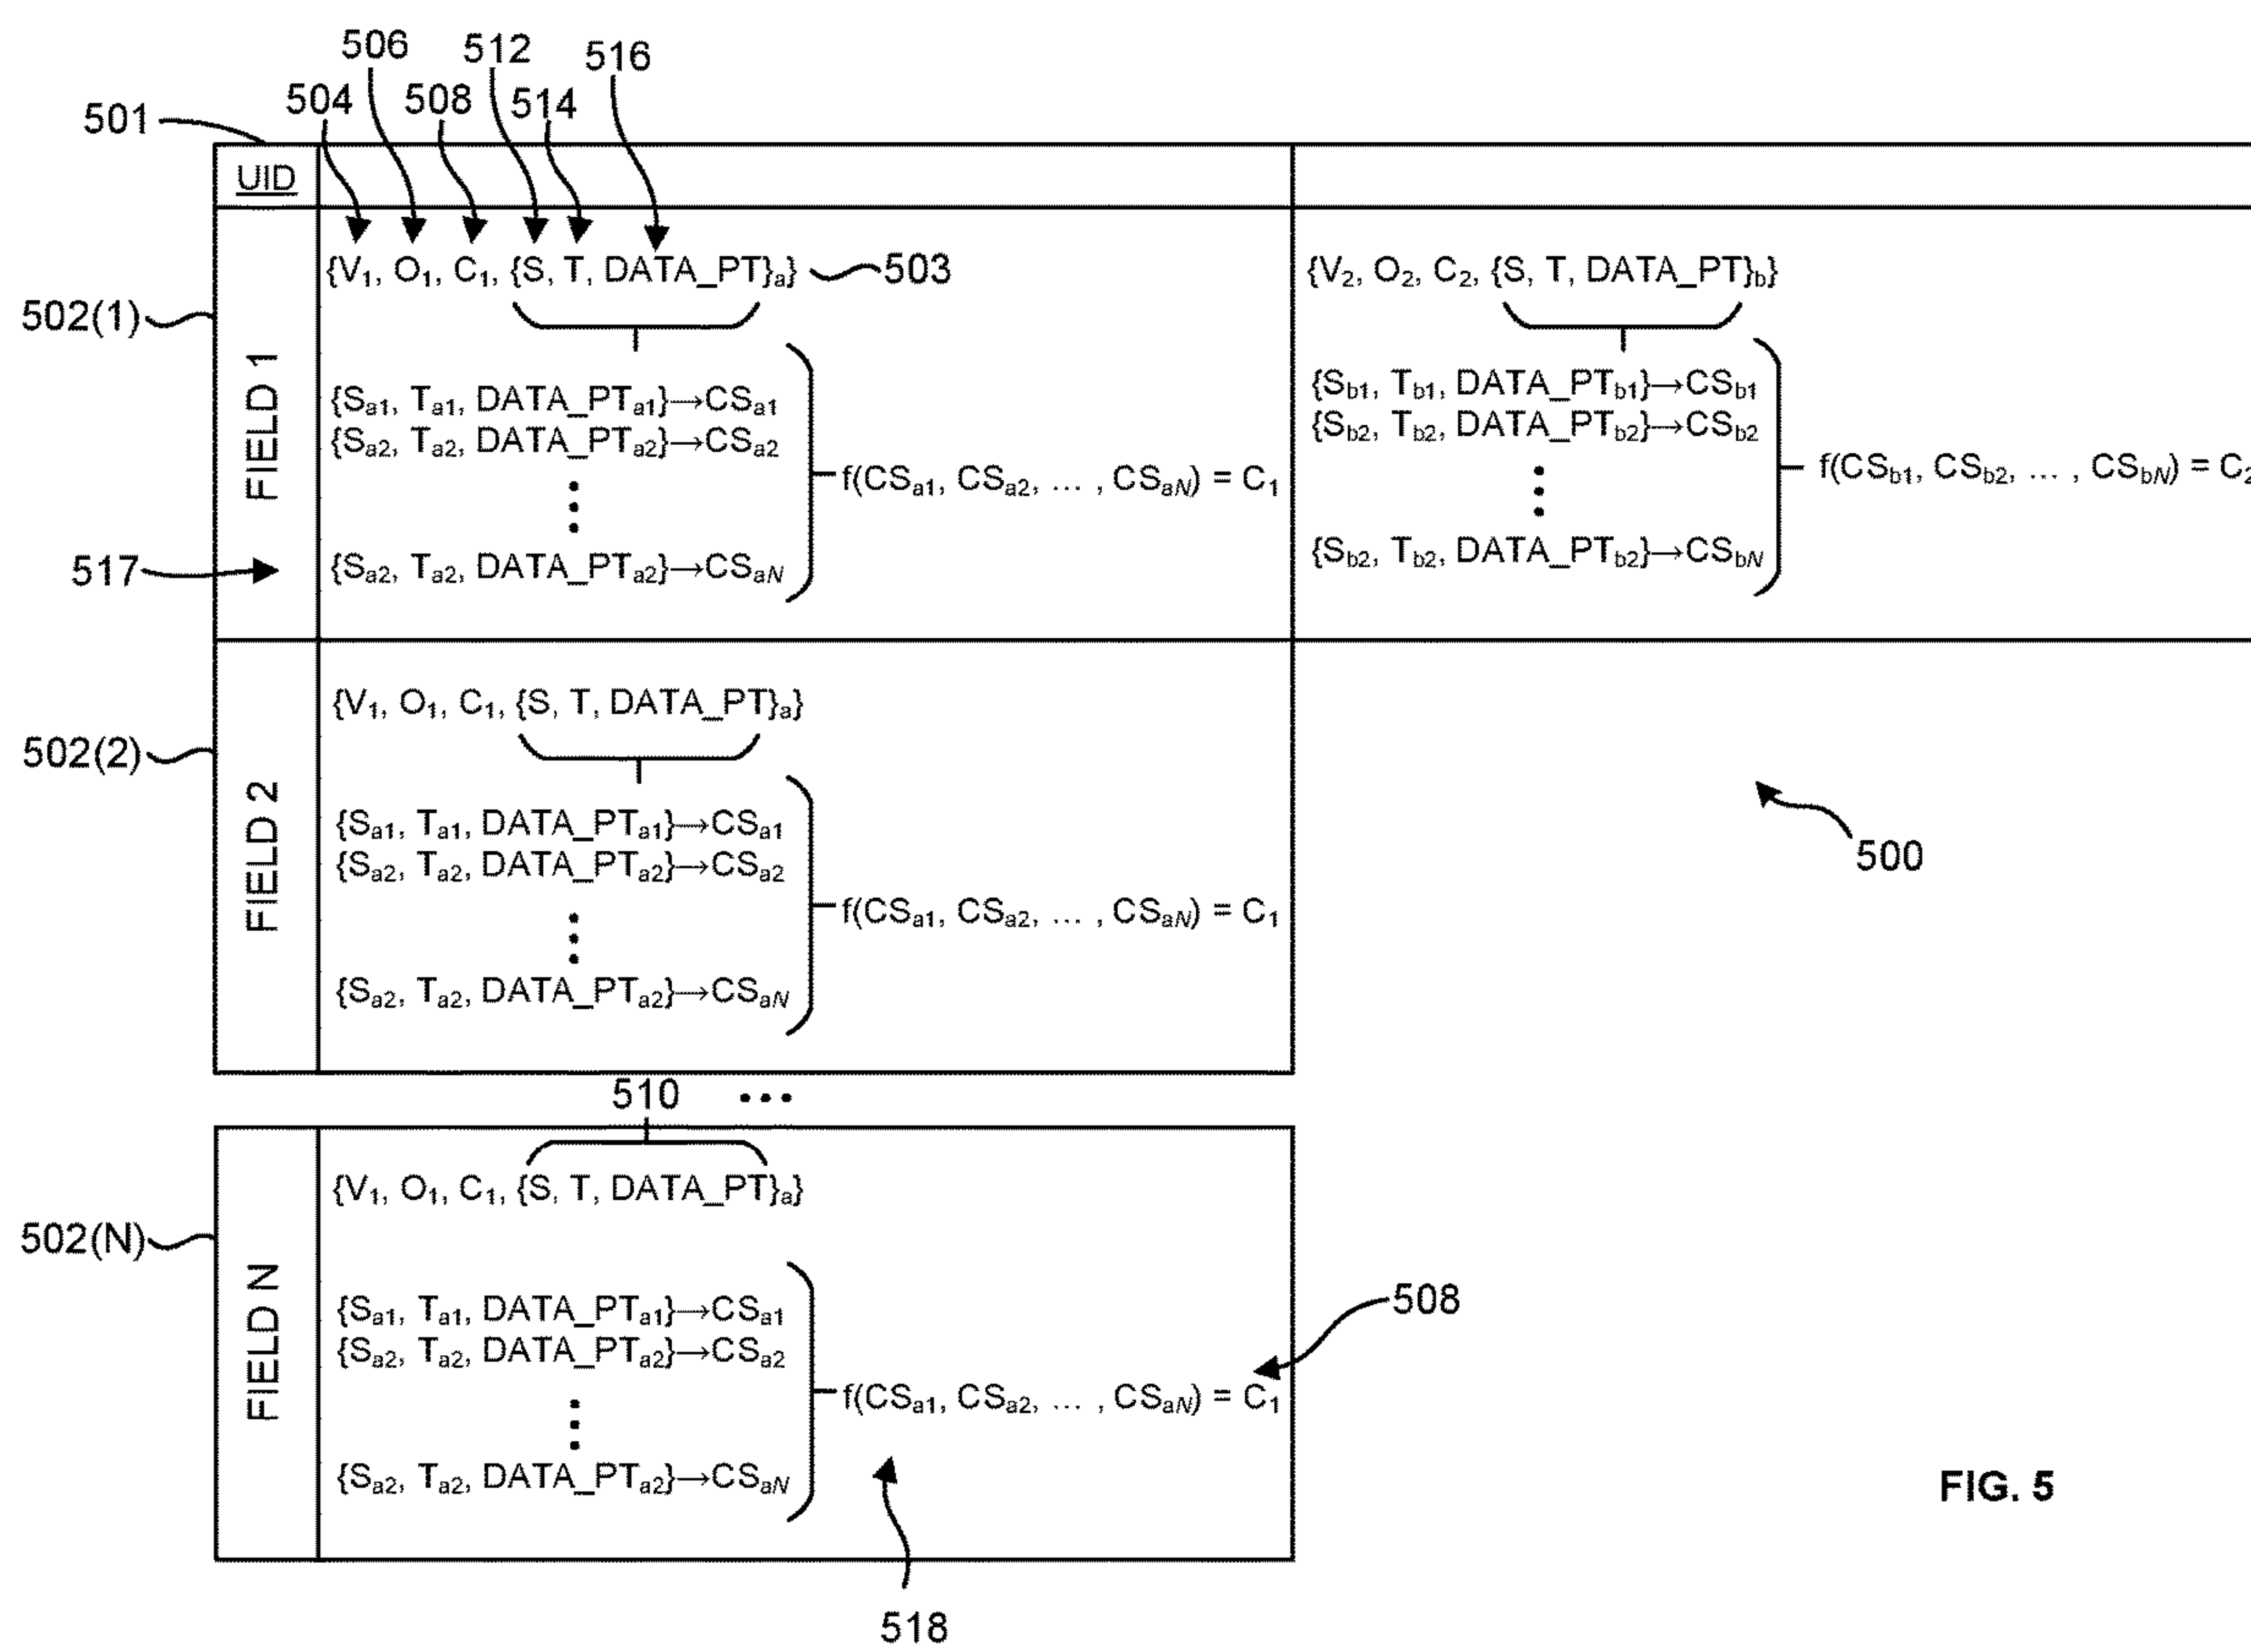 506 512 516
504 508 514
501
UID
{V₁, O₁, C₁, {S, T, DATA_PT}ₐ} 503 {V₂, O₂, C₂, {S, T, DATA_PT}b}
502(1)
FIELD 1
{Sa1, Ta1, DATA_PTa1}→CSa1 {Sb1, Tb1, DATA_PTb1}→CSb1
{Sa2, Ta2, DATA_PTa2}→CSa2 {Sb2, Tb2, DATA_PTb2}→CSb2
f(CSa1, CSa2, ... , CSaN) = C₁ f(CSb1, CSb2, ... , CSbN) = C₂
517 {Sa2, Ta2, DATA_PTa2}→CSaN {Sb2, Tb2, DATA_PTb2}→CSbN
{V₁, O₁, C₁, {S, T, DATA_PT}ₐ}
502(2)
FIELD 2
{Sa1, Ta1, DATA_PTa1}→CSa1
{Sa2, Ta2, DATA_PTa2}→CSa2
500
f(CSa1, CSa2, ... , CSaN) = C₁
{Sa2, Ta2, DATA_PTa2}→CSaN
510 ...
{V₁, O₁, C₁, {S, T, DATA_PT}ₐ}
502(N)
FIELD N
{Sa1, Ta1, DATA_PTa1}→CSa1
508
{Sa2, Ta2, DATA_PTa2}→CSa2
f(CSa1, CSa2, ... , CSaN) = C₁
{Sa2, Ta2, DATA_PTa2}→CSaN
FIG. 5
518